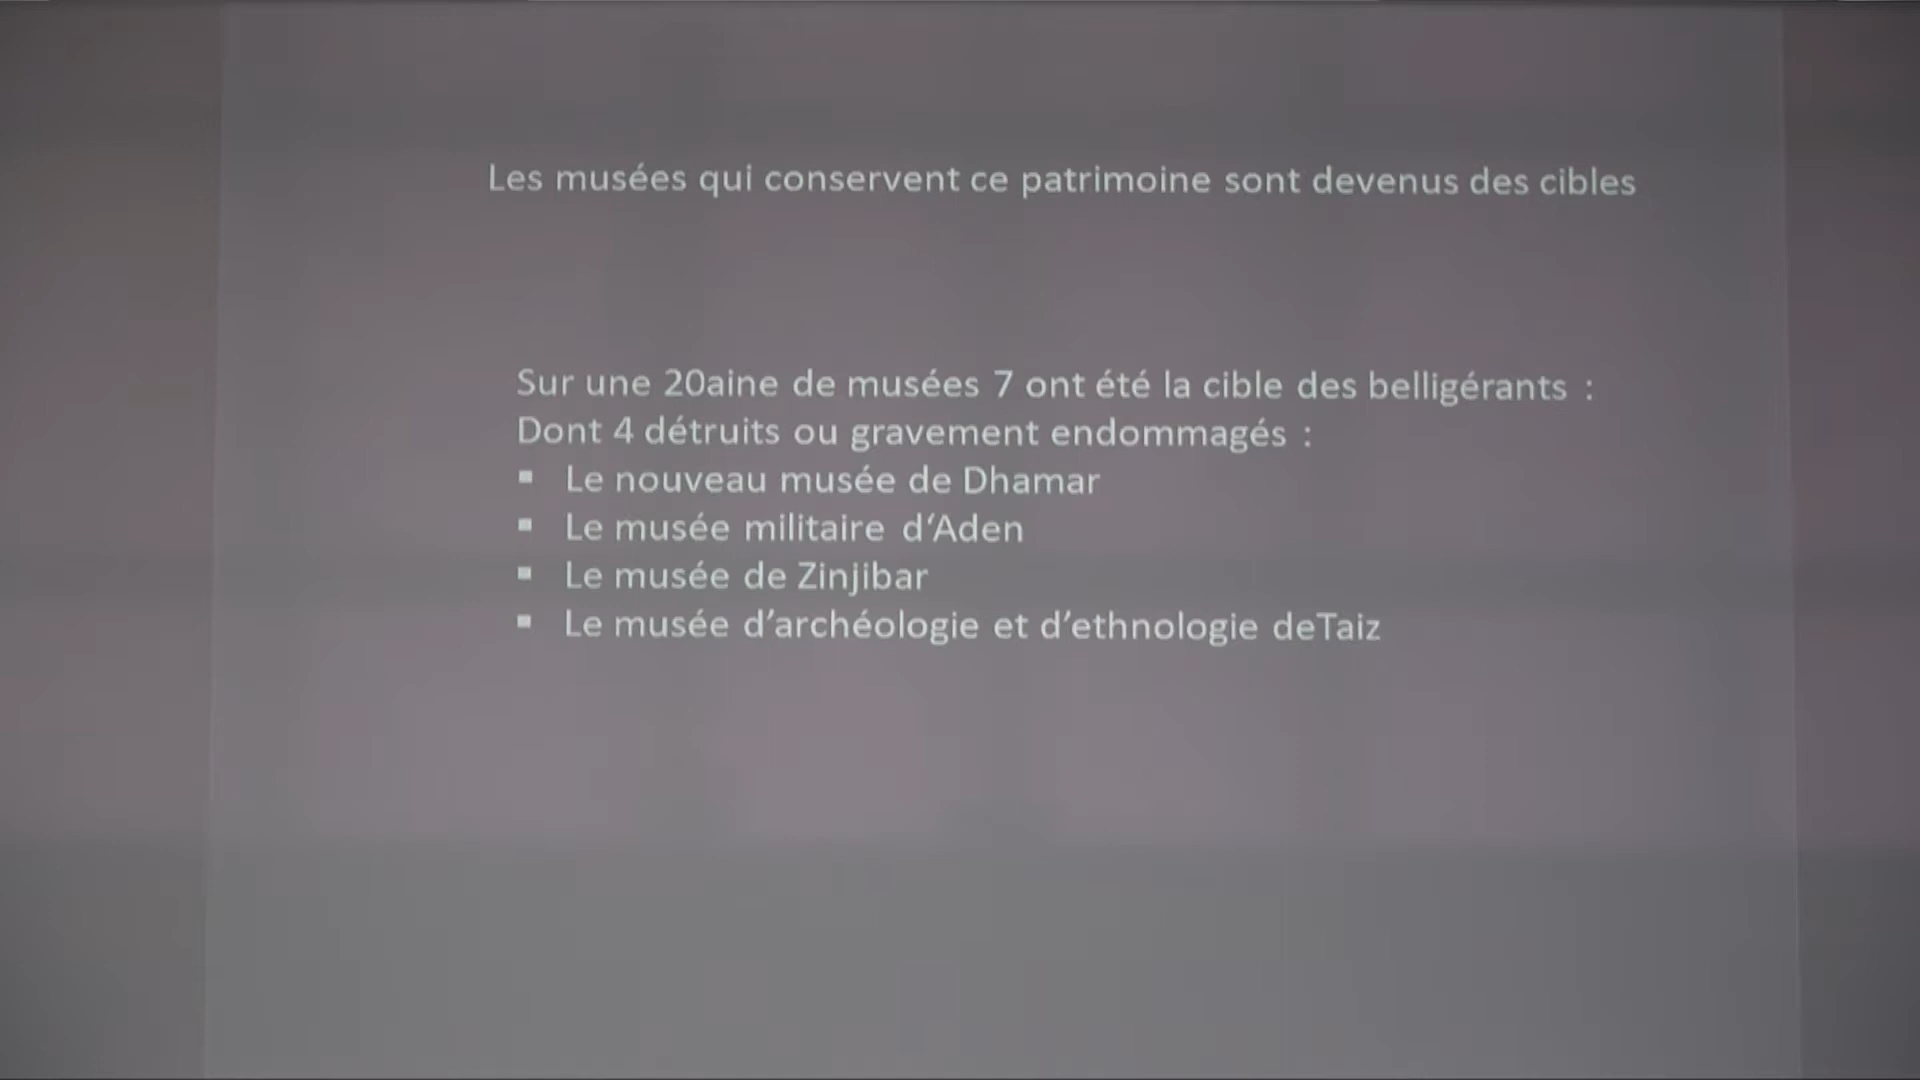 Les musées qui conservent ce patrimoine sont devenus des cibles
Sur une 20aine de musées 7 ont été la cible des belligérants :
Dont 4 détruits ou gravement endommagés :
▪ Le nouveau musée de Dhamar
▪ Le musée militaire d‘Aden
▪ Le musée de Zinjibar
▪ Le musée d’archéologie et d’ethnologie deTaiz